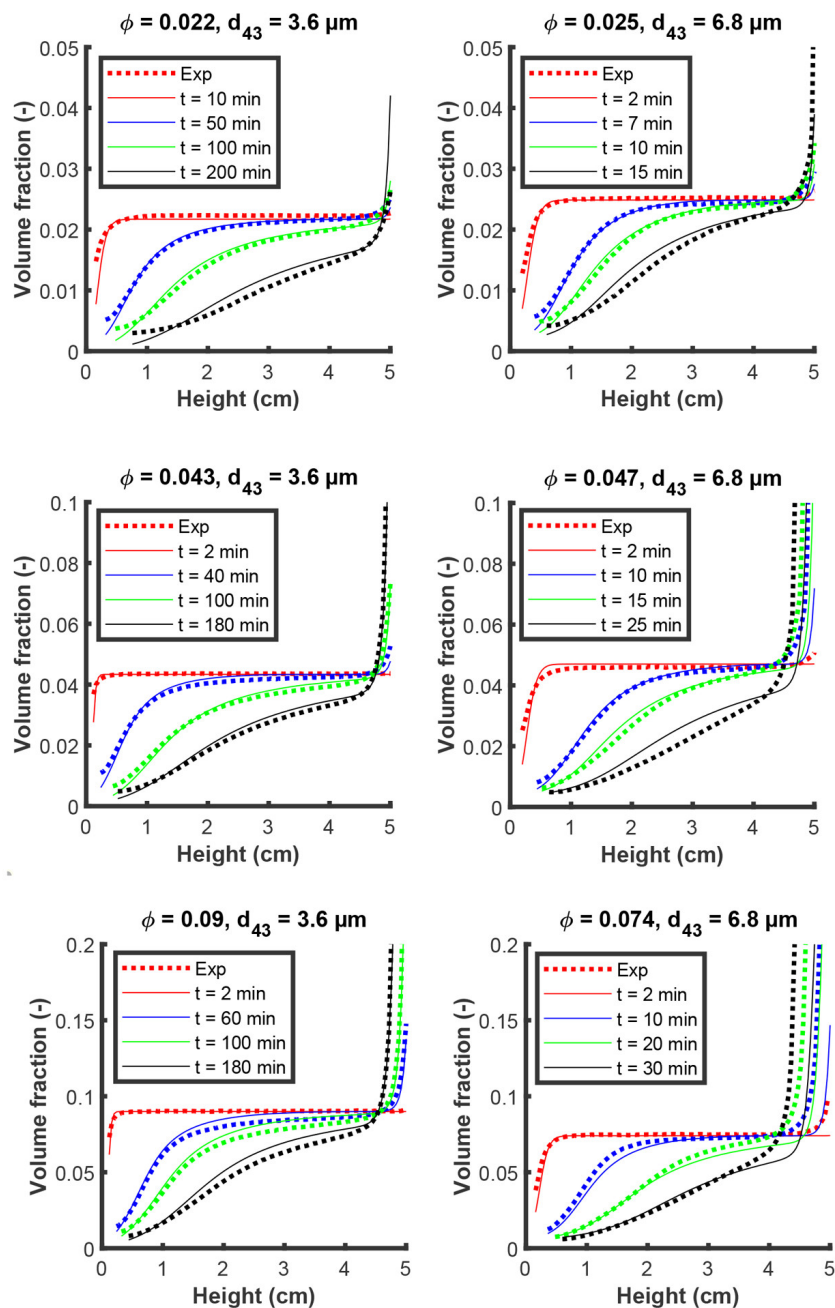 ϕ = 0.022, d43 = 3.6 µm
Volume fraction (-)
0.05
0.04
0.03
0.02
0.01
0
Exp
t = 10 min
t = 50 min
t = 100 min
t = 200 min
0 1 2 3 4 5
Height (cm)
ϕ = 0.025, d43 = 6.8 µm
Volume fraction (-)
0.05
0.04
0.03
0.02
0.01
0
Exp
t = 2 min
t = 7 min
t = 10 min
t = 15 min
0 1 2 3 4 5
Height (cm)
ϕ = 0.043, d43 = 3.6 µm
Volume fraction (-)
0.1
0.08
0.06
0.04
0.02
0
Exp
t = 2 min
t = 40 min
t = 100 min
t = 180 min
0 1 2 3 4 5
Height (cm)
ϕ = 0.047, d43 = 6.8 µm
Volume fraction (-)
0.1
0.08
0.06
0.04
0.02
0
Exp
t = 2 min
t = 10 min
t = 15 min
t = 25 min
0 1 2 3 4 5
Height (cm)
ϕ = 0.09, d43 = 3.6 µm
Volume fraction (-)
0.2
0.15
0.1
0.05
0
Exp
t = 2 min
t = 60 min
t = 100 min
t = 180 min
0 1 2 3 4 5
Height (cm)
ϕ = 0.074, d43 = 6.8 µm
Volume fraction (-)
0.2
0.15
0.1
0.05
0
Exp
t = 2 min
t = 10 min
t = 20 min
t = 30 min
0 1 2 3 4 5
Height (cm)